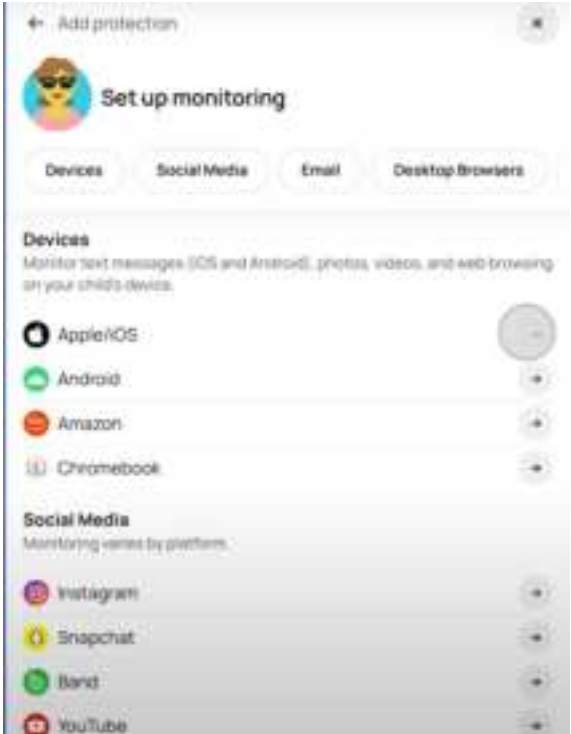 Add protection
Set up monitoring
Devices
Social Media
Email
Desktop Browsers
Devices
Monitor text messages (iOS and Android), photos, videos, and web browsing
on your child's device.
Apple/iOS
Android
Amazon
Chromebook
Social Media
Monitoring varies by platform.
Instagram
Snapchat
Band
YouTube